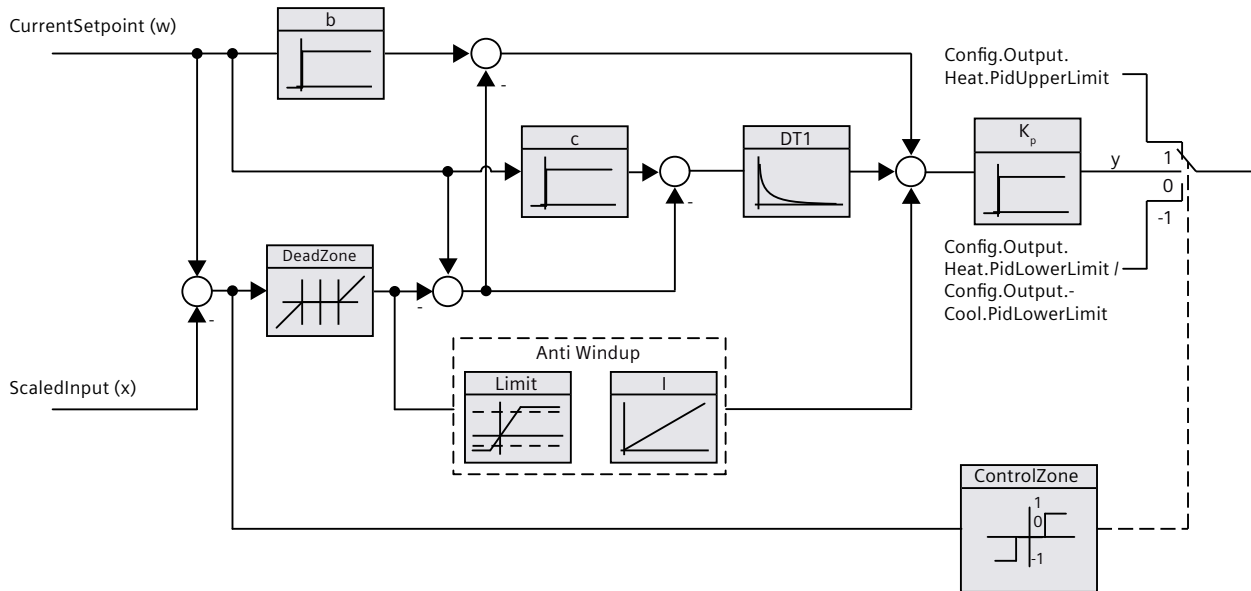 CurrentSetpoint (w)
b
-
Config.Output.
Heat.PidUpperLimit
c
DT1
Kp
-
y
1
0
-1
DeadZone
-
-
Config.Output.
Heat.PidLowerLimit /
Config.Output.-
Cool.PidLowerLimit
Anti Windup
Limit
I
ScaledInput (x)
ControlZone
1
0
-1